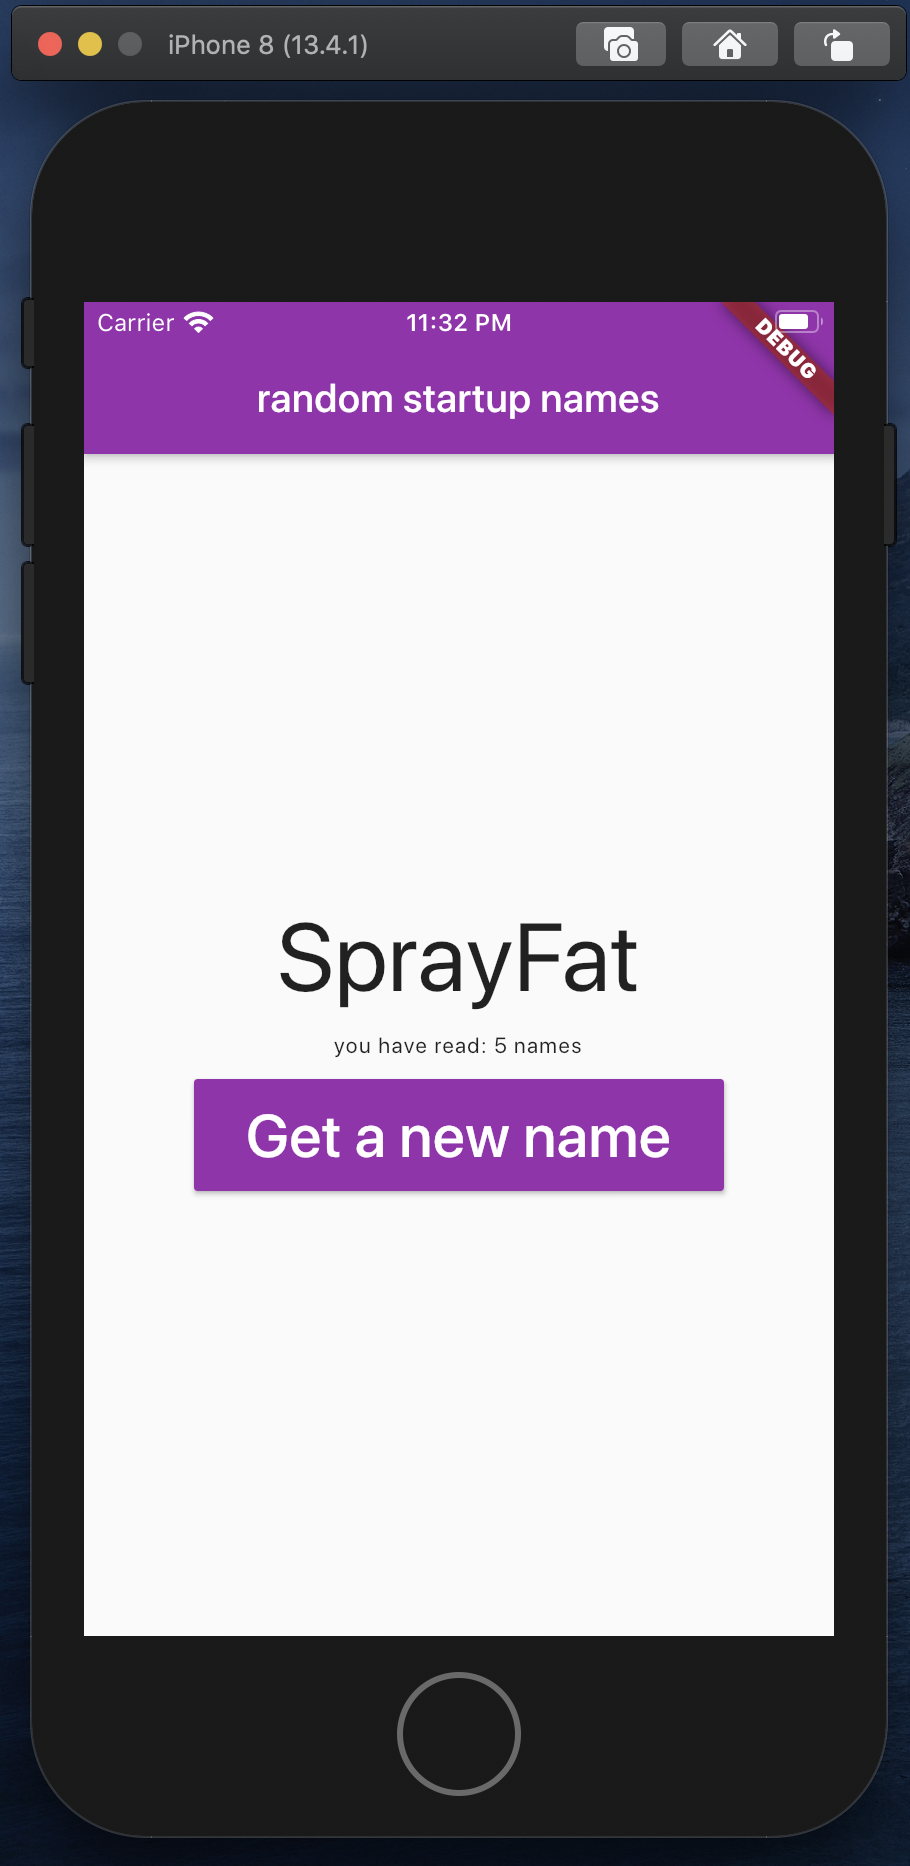 iPhone 8 (13.4.1)
Carrier 11:32 PM
DEBUG
random startup names
SprayFat
you have read: 5 names
Get a new name